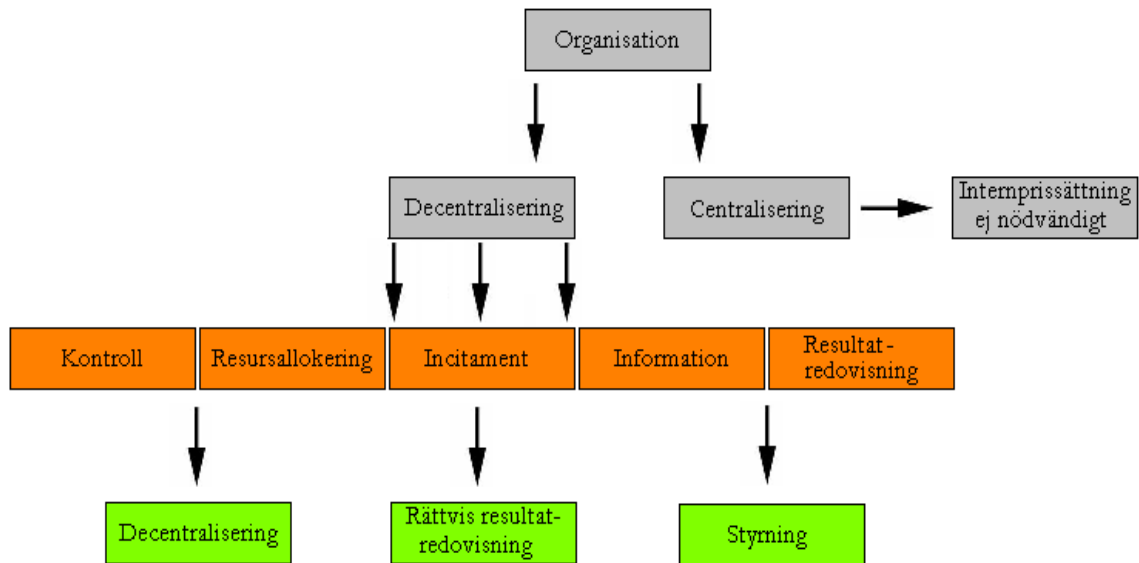 Organisation
Decentralisering
Centralisering
Internprissättning
ej nödvändigt
Kontroll
Resursallokering
Incitament
Information
Resultat-
redovisning
Decentralisering
Rättvis resultat-
redovisning
Styrning